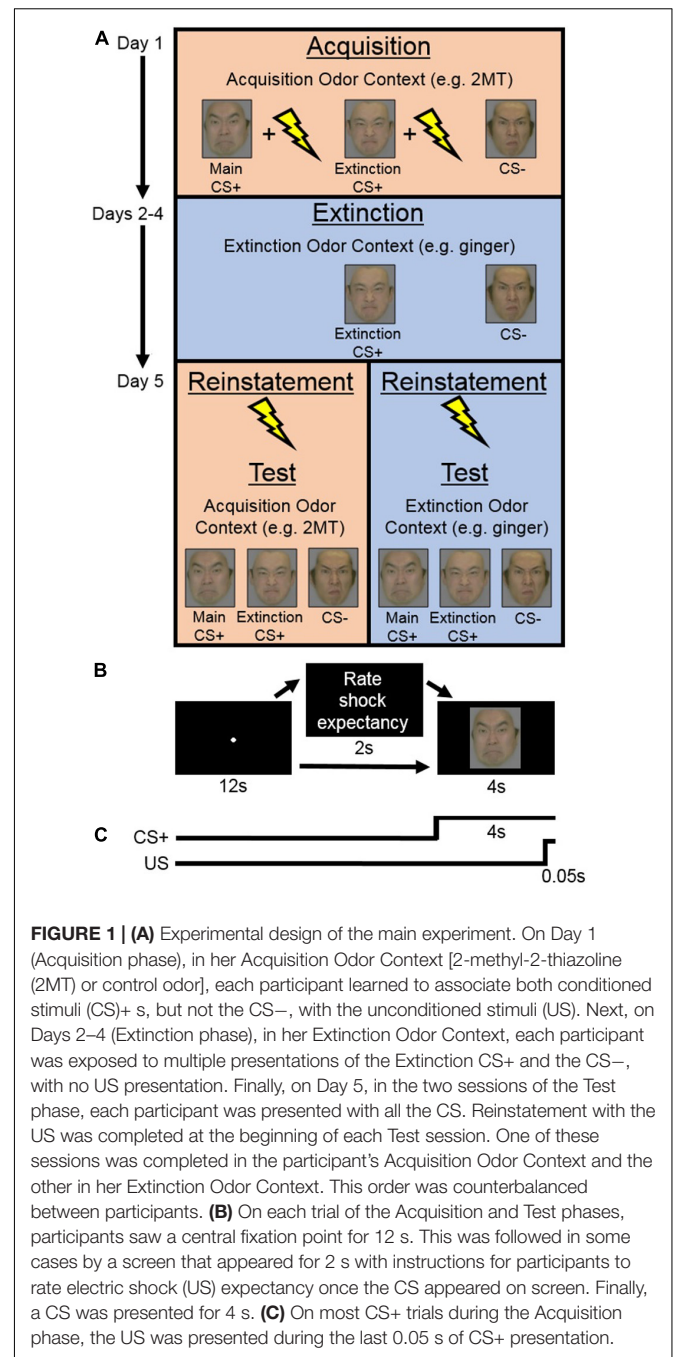 A
Day 1
Acquisition
Acquisition Odor Context (e.g. 2MT)
+
+
Main
CS+
Extinction
CS+
CS-
Days 2-4
Extinction
Extinction Odor Context (e.g. ginger)
Extinction
CS+
CS-
Day 5
Reinstatement
Test
Acquisition Odor
Context (e.g. 2MT)
Main
CS+
Extinction
CS+
CS-
Reinstatement
Test
Extinction Odor
Context (e.g. ginger)
Main
CS+
Extinction
CS+
CS-
B
Rate
shock
expectancy
2s
12s
4s
C
CS+
4s
US
0.05s
FIGURE 1 | (A) Experimental design of the main experiment. On Day 1
(Acquisition phase), in her Acquisition Odor Context [2-methyl-2-thiazoline
(2MT) or control odor], each participant learned to associate both conditioned
stimuli (CS)+ s, but not the CS−, with the unconditioned stimuli (US). Next, on
Days 2–4 (Extinction phase), in her Extinction Odor Context, each participant
was exposed to multiple presentations of the Extinction CS+ and the CS−,
with no US presentation. Finally, on Day 5, in the two sessions of the Test
phase, each participant was presented with all the CS. Reinstatement with the
US was completed at the beginning of each Test session. One of these
sessions was completed in the participant's Acquisition Odor Context and the
other in her Extinction Odor Context. This order was counterbalanced
between participants. (B) On each trial of the Acquisition and Test phases,
participants saw a central fixation point for 12 s. This was followed in some
cases by a screen that appeared for 2 s with instructions for participants to
rate electric shock (US) expectancy once the CS appeared on screen. Finally,
a CS was presented for 4 s. (C) On most CS+ trials during the Acquisition
phase, the US was presented during the last 0.05 s of CS+ presentation.